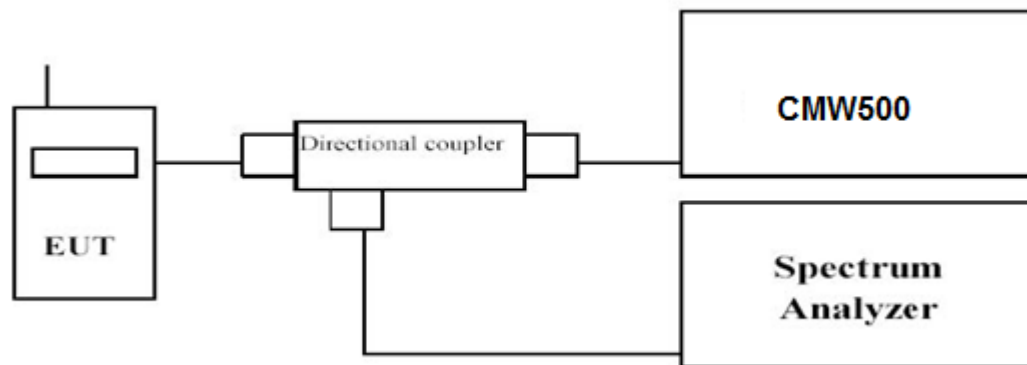 Directional coupler
CMW500
EUT
Spectrum
Analyzer